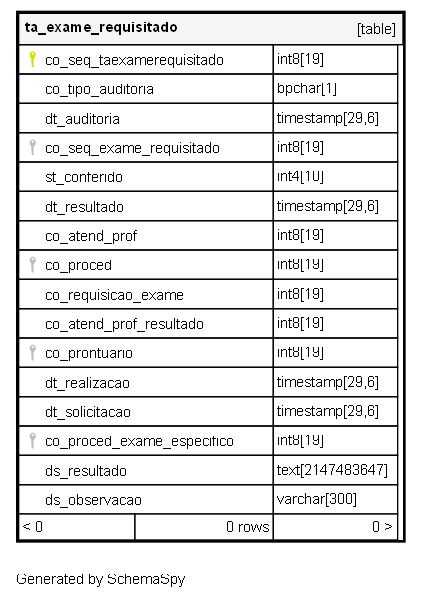 ta_exame_requisitado [table]
co_seq_taexamerequisitado int8[19]
co_tipo_auditoria bpchar[1]
dt_auditoria timestamp[29,6]
co_seq_exame_requisitado int8[19]
st_conferido int4[10]
dt_resultado timestamp[29,6]
co_atend_prof int8[19]
co_proced int8[19]
co_requisicao_exame int8[19]
co_atend_prof_resultado int8[19]
co_prontuario int8[19]
dt_realizacao timestamp[29,6]
dt_solicitacao timestamp[29,6]
co_proced_exame_especifico int8[19]
ds_resultado text[2147483647]
ds_observacao varchar[300]
< 0 0 rows 0 >
Generated by SchemaSpy